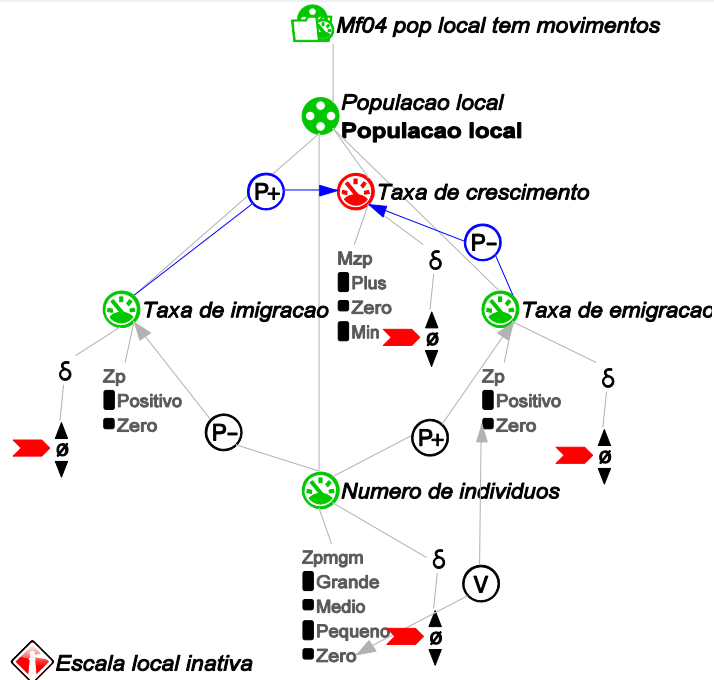 Mf04 pop local tem movimentos
Populacao local
Populacao local
P+
Taxa de crescimento
P-
Mzp
δ
Plus
Zero
Min
ø
Taxa de imigracao
Taxa de emigracao
δ
Zp
Positivo
Zero
ø
Zp
Positivo
Zero
δ
ø
P-
P+
Numero de individuos
Zpmgm
Grande
Medio
Pequeno
Zero
δ
ø
V
Escala local inativa